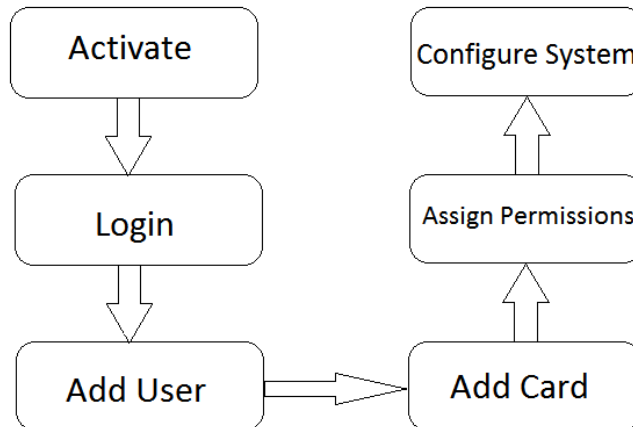 Activate
Login
Add User
Add Card
Assign Permissions
Configure System